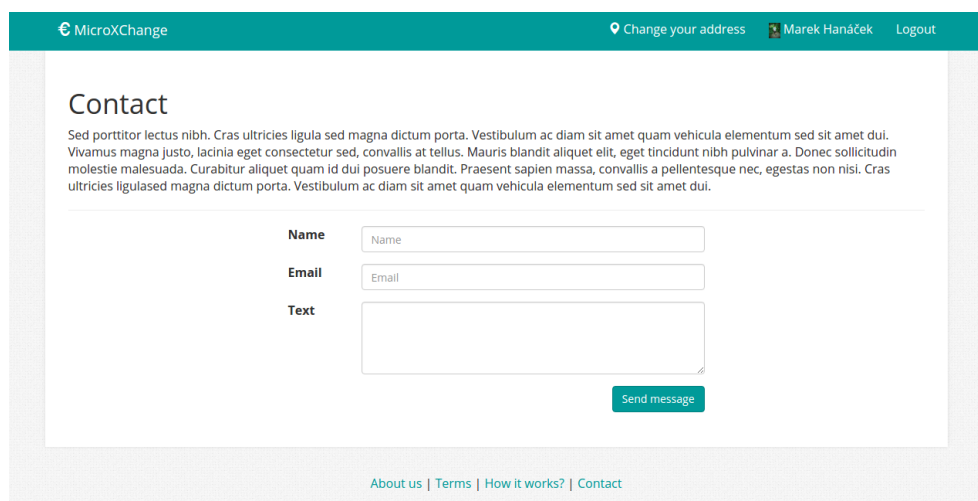 € MicroXChange Change your address Marek Hanáček Logout
Contact
Sed porttitor lectus nibh. Cras ultricies ligula sed magna dictum porta. Vestibulum ac diam sit amet quam vehicula elementum sed sit amet dui.
Vivamus magna justo, lacinia eget consectetur sed, convallis at tellus. Mauris blandit aliquet elit, eget tincidunt nibh pulvinar a. Donec sollicitudin
molestie malesuada. Curabitur aliquet quam id dui posuere blandit. Praesent sapien massa, convallis a pellentesque nec, egestas non nisi. Cras
ultricies ligulased magna dictum porta. Vestibulum ac diam sit amet quam vehicula elementum sed sit amet dui.
Name Name
Email Email
Text
Send message
About us | Terms | How it works? | Contact